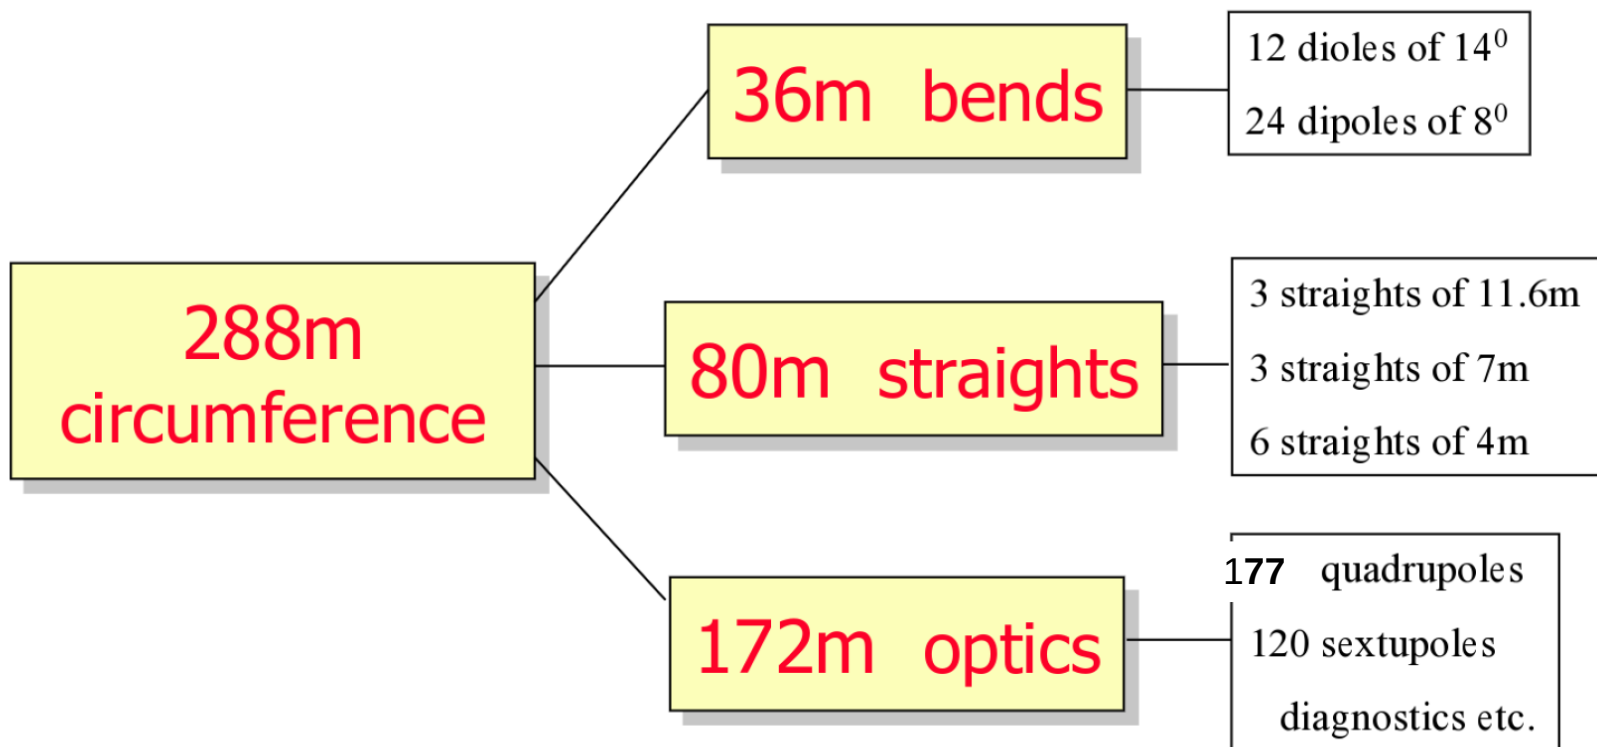 288m
circumference
36m bends
12 dioles of 14⁰
24 dipoles of 8⁰
80m straights
3 straights of 11.6m
3 straights of 7m
6 straights of 4m
172m optics
177 quadrupoles
120 sextupoles
diagnostics etc.